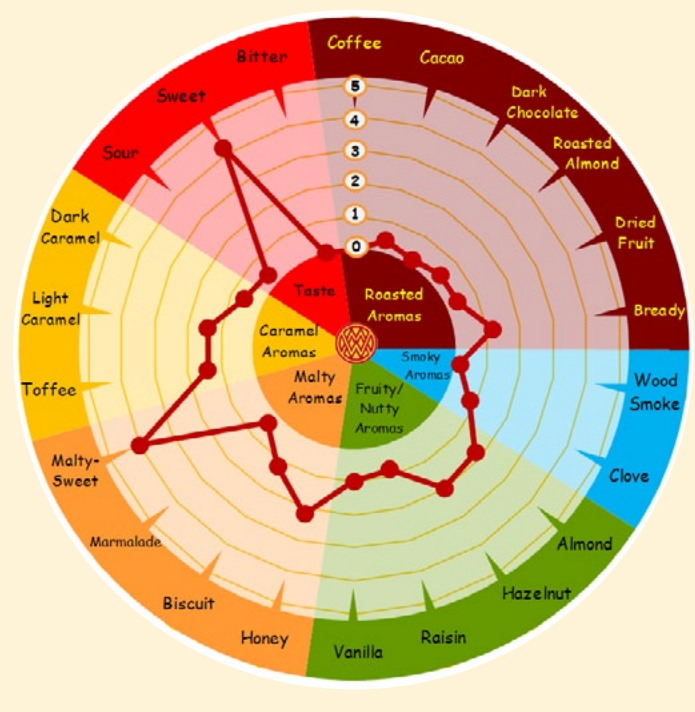 Coffee
Cacao
Dark
Chocolate
Roasted
Almond
Dried
Fruit
Bready
Wood
Smoke
Clove
Almond
Hazelnut
Raisin
Vanilla
Honey
Biscuit
Marmalade
Malty-
Sweet
Toffee
Light
Caramel
Dark
Caramel
Sour
Sweet
Bitter
5
4
3
2
1
0
Taste
Roasted
Aromas
Caramel
Aromas
Smoky
Aromas
Malty
Aromas
Fruity/
Nutty
Aromas